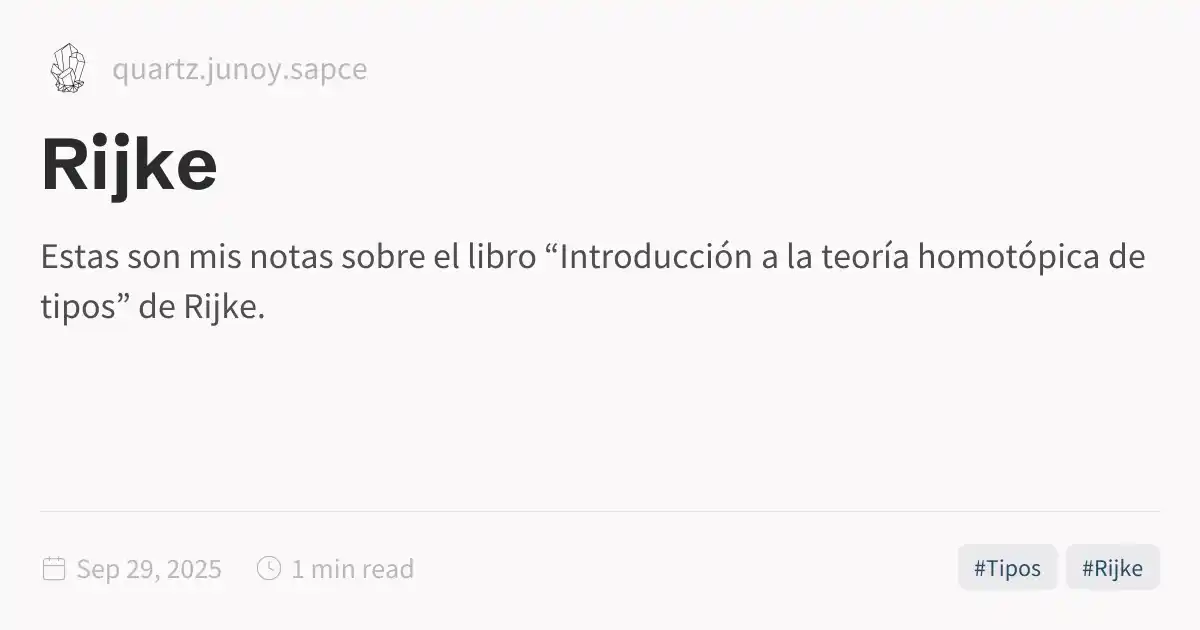 quartz.junoy.sapce
Rijke
Estas son mis notas sobre el libro “Introducción a la teoría homotópica de
tipos” de Rijke.
Sep 29, 2025 1 min read #Tipos #Rijke